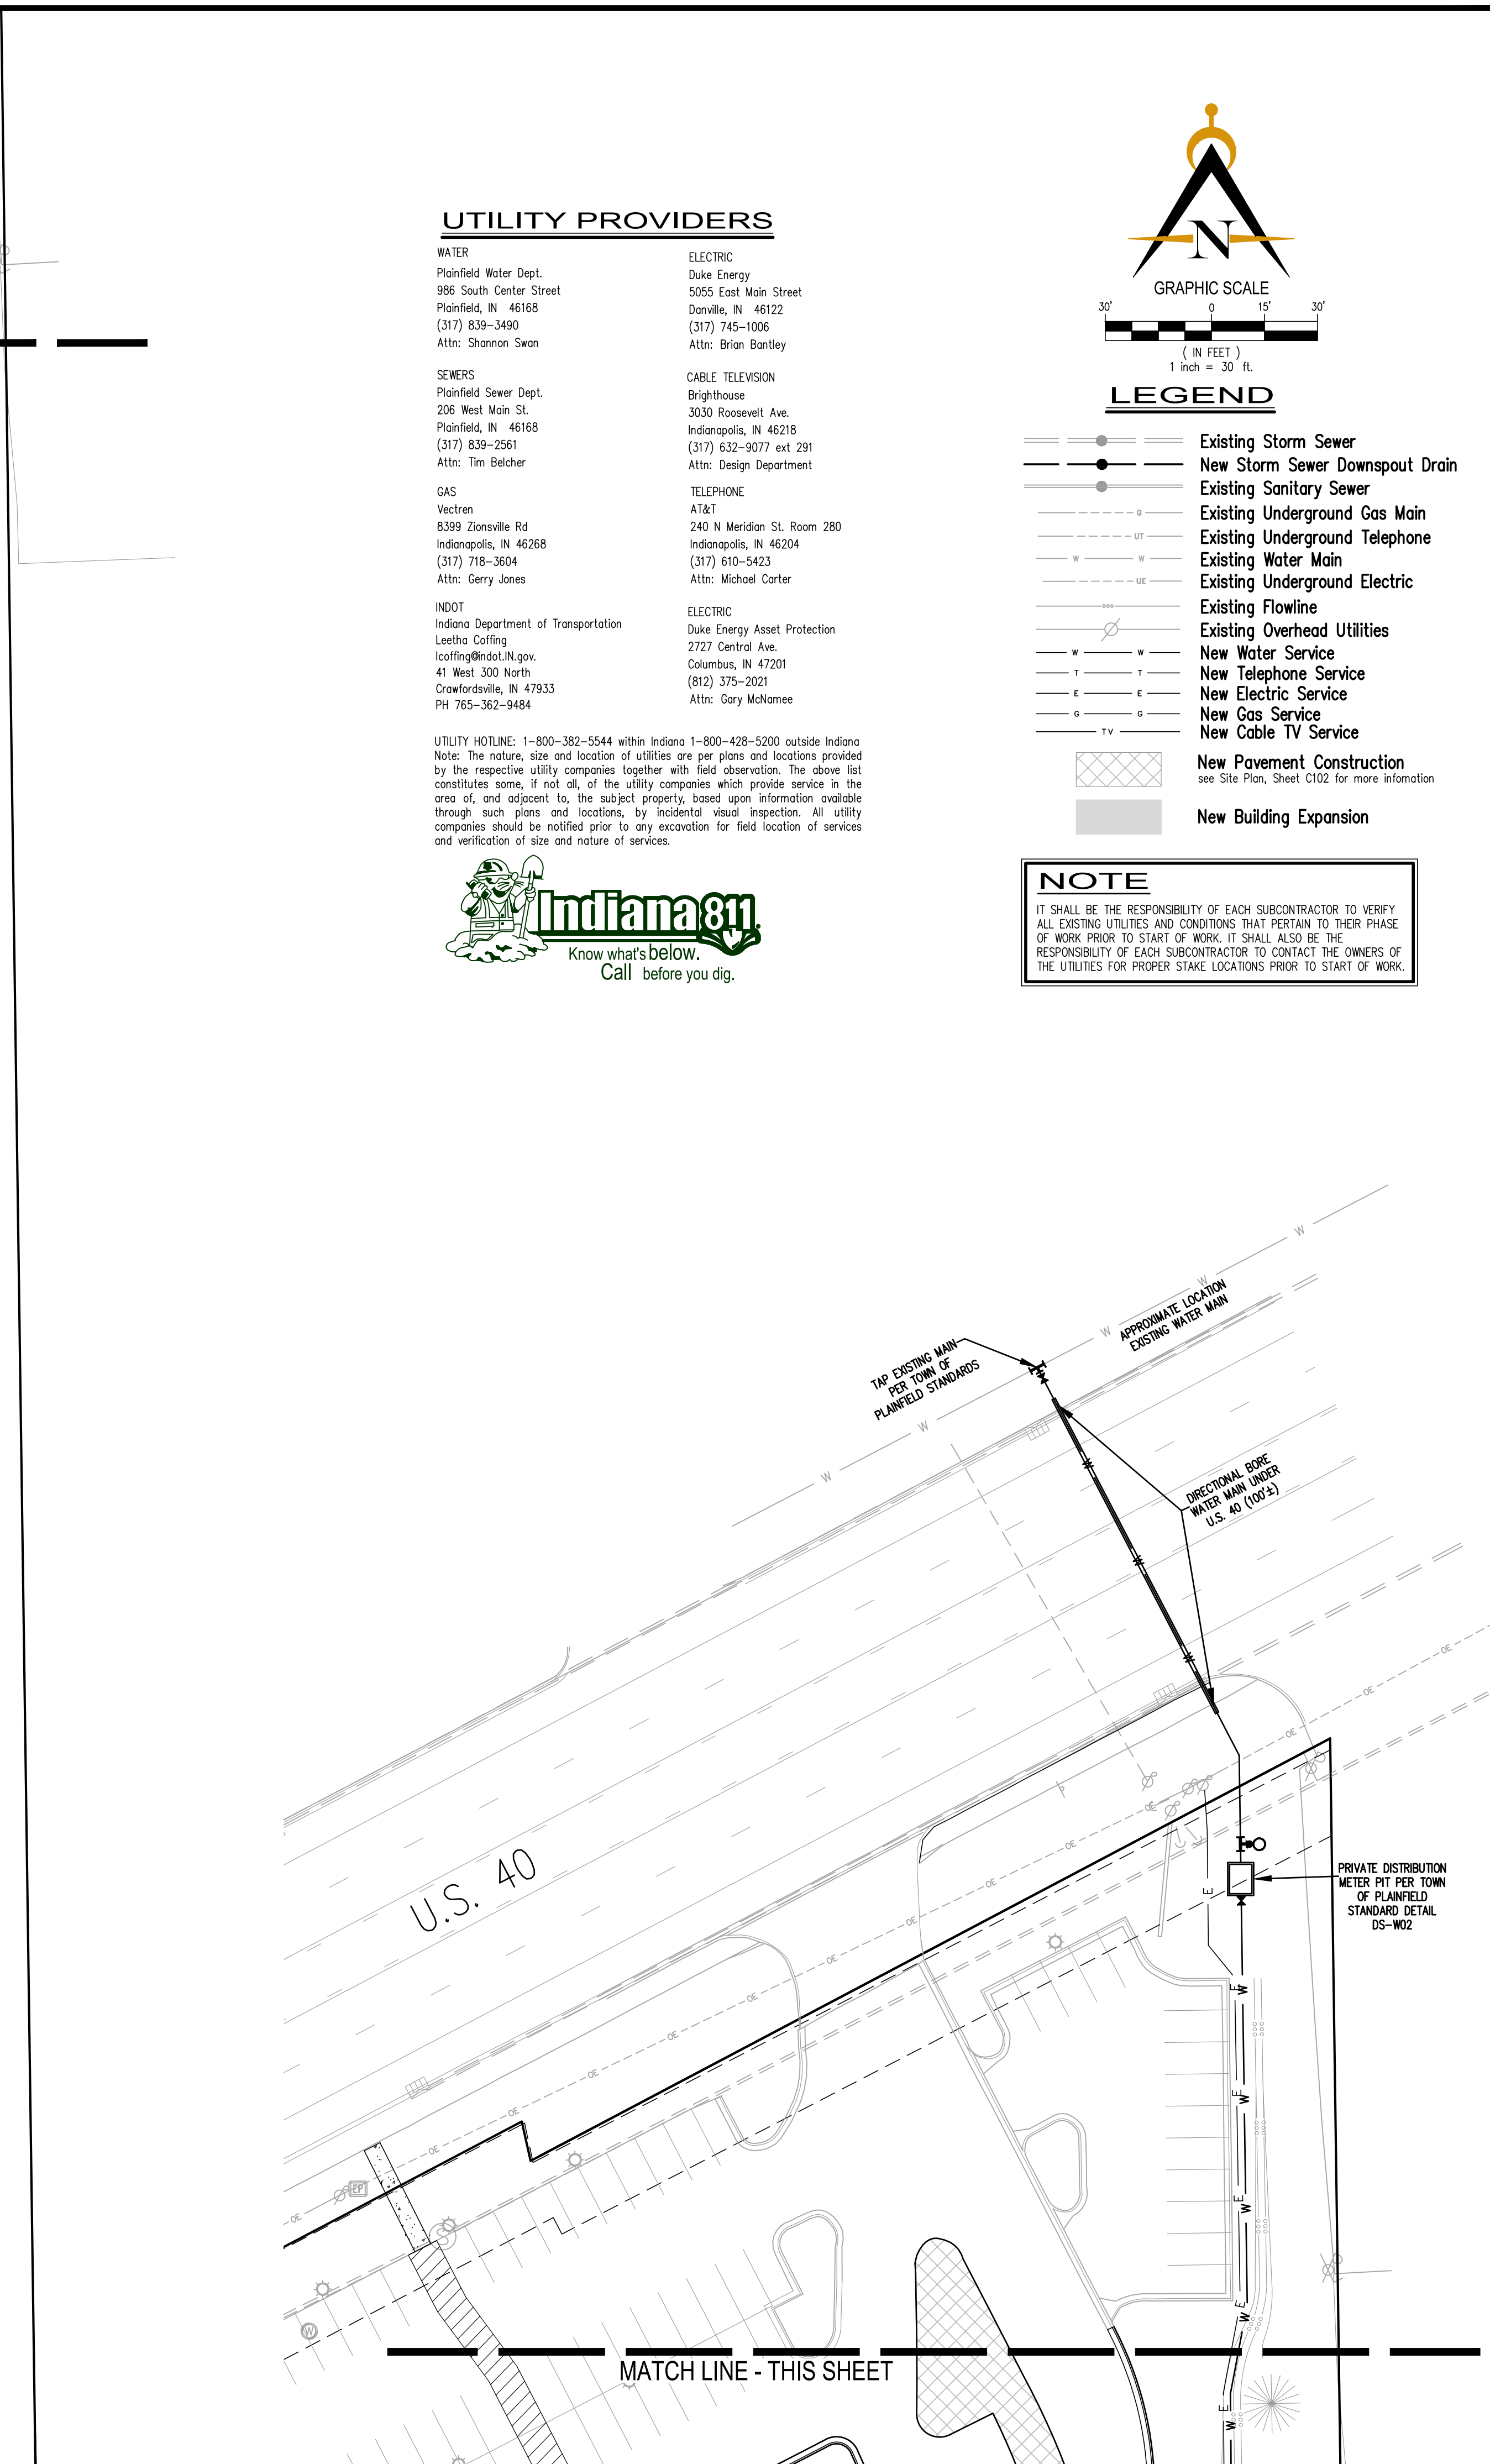 UTILITY PROVIDERS
WATER
Plainfield Water Dept.
986 South Center Street
Plainfield, IN 46168
(317) 839-3490
Attn: Shannon Swan
SEWERS
Plainfield Sewer Dept.
206 West Main St.
Plainfield, IN 46168
(317) 839-2561
Attn: Tim Belcher
GAS
Vectren
8399 Zionsville Rd
Indianapolis, IN 46268
(317) 718-3604
Attn: Gerry Jones
INDOT
Indiana Department of Transportation
Leetha Coffing
lcoffing@indot.IN.gov.
41 West 300 North
Crawfordsville, IN 47933
PH 765-362-9484
ELECTRIC
Duke Energy
5055 East Main Street
Danville, IN 46122
(317) 745-1006
Attn: Brian Bantley
CABLE TELEVISION
Brighthouse
3030 Roosevelt Ave.
Indianapolis, IN 46218
(317) 632-9077 ext 291
Attn: Design Department
TELEPHONE
AT&T
240 N Meridian St. Room 280
Indianapolis, IN 46204
(317) 610-5423
Attn: Michael Carter
ELECTRIC
Duke Energy Asset Protection
2727 Central Ave.
Columbus, IN 47201
(812) 375-2021
Attn: Gary McNamee
UTILITY HOTLINE: 1-800-382-5544 within Indiana 1-800-428-5200 outside Indiana
Note: The nature, size and location of utilities are per plans and locations provided
by the respective utility companies together with field observation. The above list
constitutes some, if not all, of the utility companies which provide service in the
area of, and adjacent to, the subject property, based upon information available
through such plans and locations, by incidental visual inspection. All utility
companies should be notified prior to any excavation for field location of services
and verification of size and nature of services.
Indiana 811.
Know what's below.
Call before you dig.
N
GRAPHIC SCALE
30' 0 15' 30'
( IN FEET )
1 inch = 30 ft.
LEGEND
Existing Storm Sewer
New Storm Sewer Downspout Drain
Existing Sanitary Sewer
G Existing Underground Gas Main
UT Existing Underground Telephone
W W Existing Water Main
UE Existing Underground Electric
Existing Flowline
Existing Overhead Utilities
W W New Water Service
T T New Telephone Service
E E New Electric Service
G G New Gas Service
TV New Cable TV Service
New Pavement Construction
see Site Plan, Sheet C102 for more infomation
New Building Expansion
NOTE
IT SHALL BE THE RESPONSIBILITY OF EACH SUBCONTRACTOR TO VERIFY
ALL EXISTING UTILITIES AND CONDITIONS THAT PERTAIN TO THEIR PHASE
OF WORK PRIOR TO START OF WORK. IT SHALL ALSO BE THE
RESPONSIBILITY OF EACH SUBCONTRACTOR TO CONTACT THE OWNERS OF
THE UTILITIES FOR PROPER STAKE LOCATIONS PRIOR TO START OF WORK.
W W W W W
APPROXIMATE LOCATION
EXISTING WATER MAIN
TAP EXISTING MAIN
PER TOWN OF
PLAINFIELD STANDARDS
DIRECTIONAL BORE
WATER MAIN UNDER
U.S. 40 (100'±)
W W W
OE OE OE OE OE OE OE OE OE OE OE OE OE
P
U.S. 40
PRIVATE DISTRIBUTION
METER PIT PER TOWN
OF PLAINFIELD
STANDARD DETAIL
DS-W02
E
E W
E W
E W
E W
EP
S
W
MATCH LINE - THIS SHEET
E
W